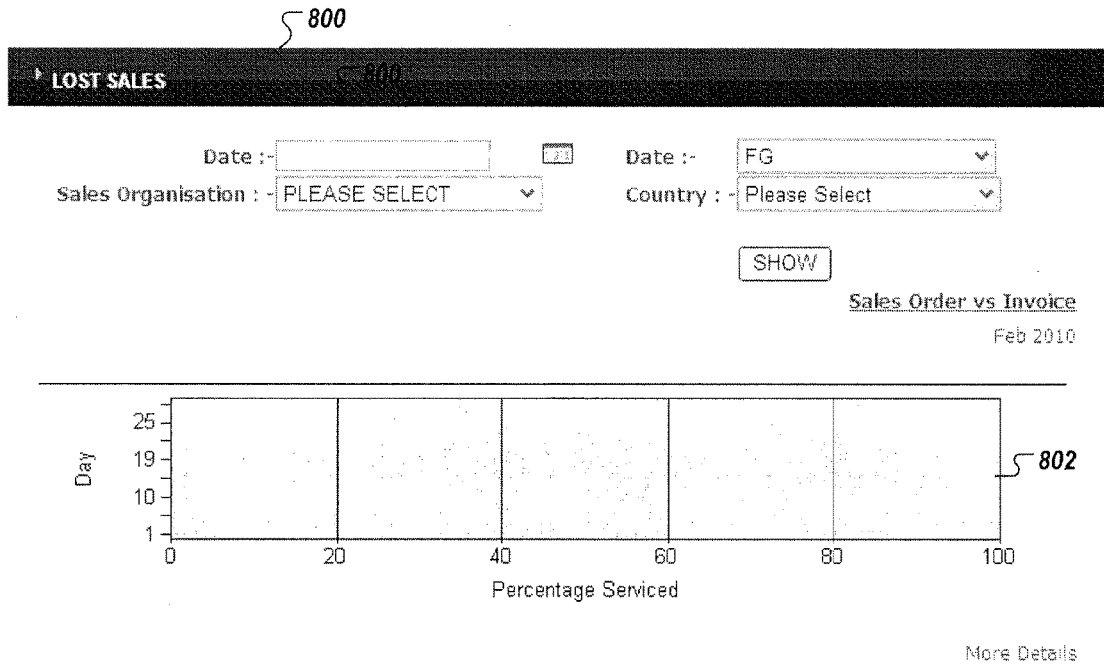 800
LOST SALES
800
Date :-
Date :- FG
Sales Organisation : - PLEASE SELECT
Country : - Please Select
SHOW
Sales Order vs Invoice
Feb 2010
Day
25
19
10
1
802
0 20 40 60 80 100
Percentage Serviced
More Details